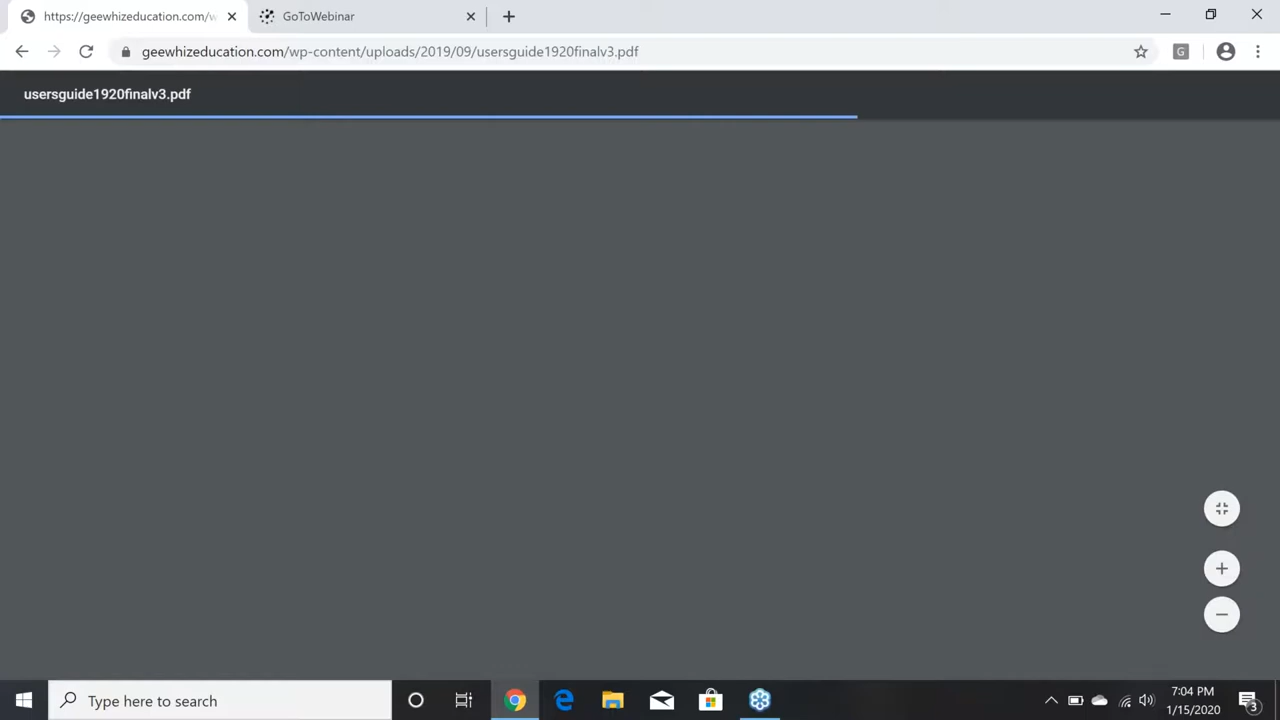 https://geewhizeducation.com/w
GoToWebinar
geewhizeducation.com/wp-content/uploads/2019/09/usersguide1920finalv3.pdf
G
usersguide1920finalv3.pdf
Type here to search
7:04 PM
1/15/2020
3